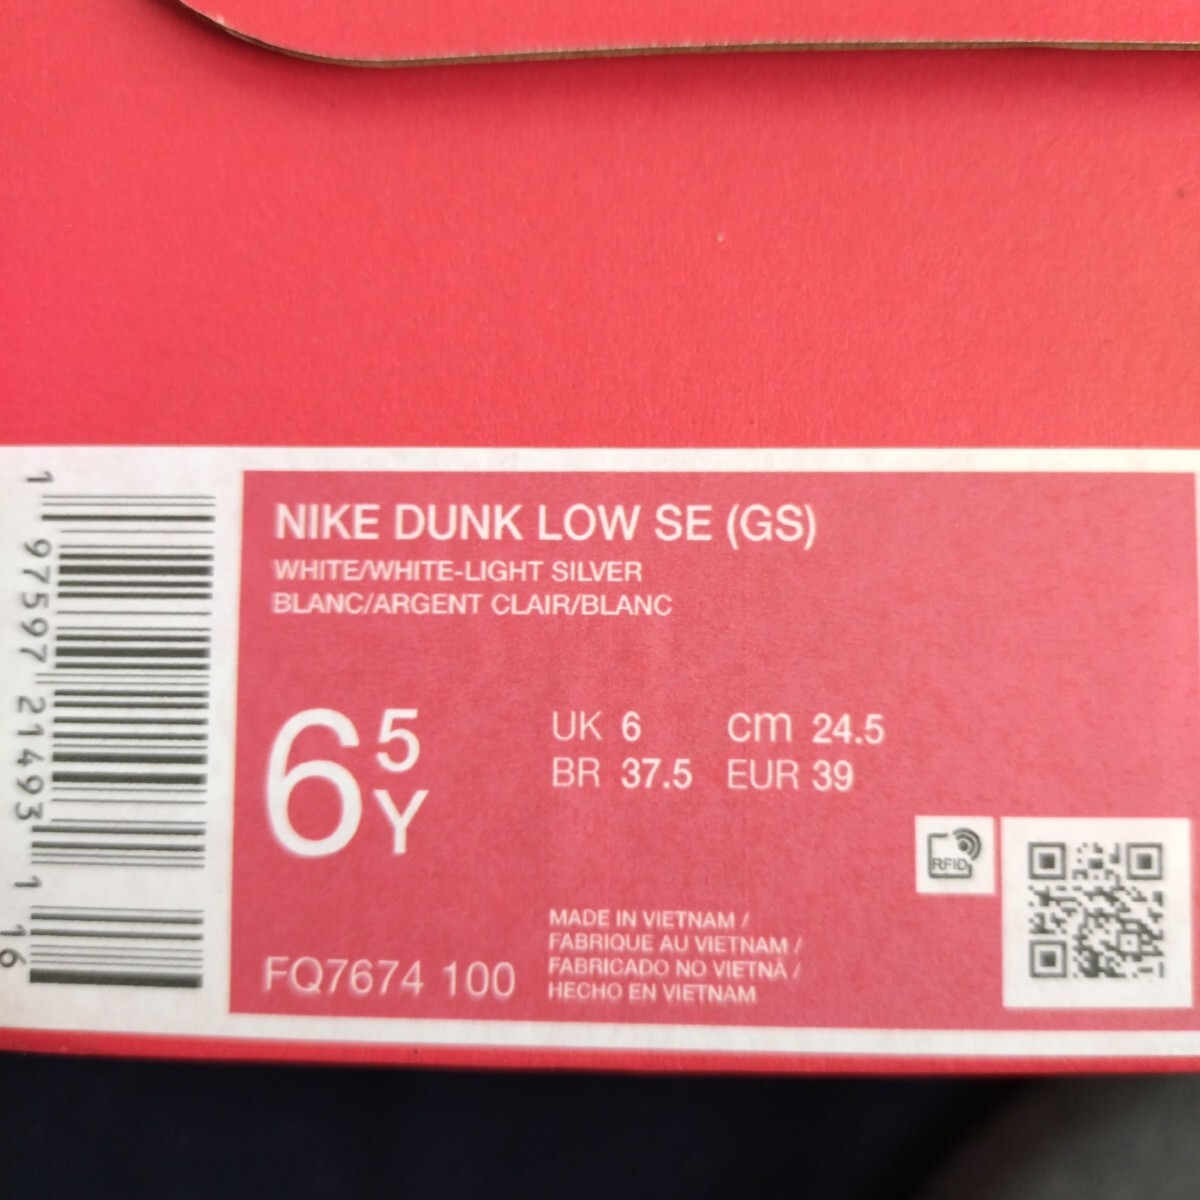 NIKE DUNK LOW SE (GS)
WHITE/WHITE-LIGHT SILVER
BLANC/ARGENT CLAIR/BLANC
6 5 Y
UK 6 cm 24.5
BR 37.5 EUR 39
RFID
MADE IN VIETNAM /
FABRIQUE AU VIETNAM /
FABRICADO NO VIETNÃ /
HECHO EN VIETNAM
FQ7674 100
1 97597 21493 1 16